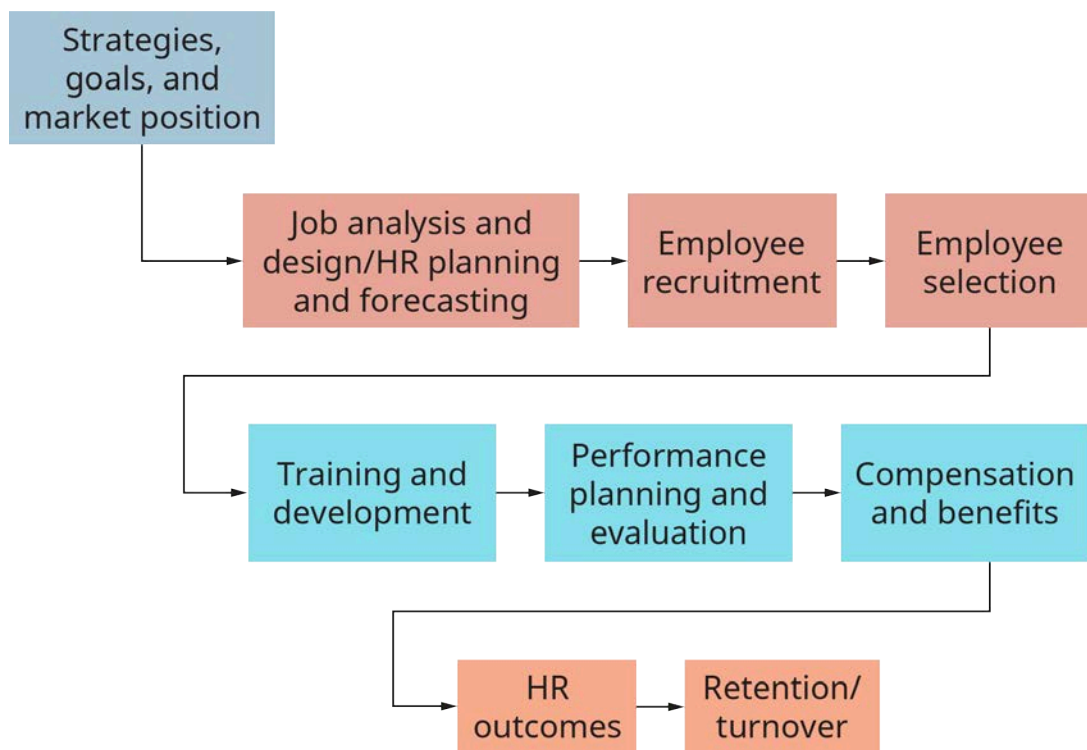 Strategies,
goals, and
market position
Job analysis and
design/HR planning
and forecasting
Employee
recruitment
Employee
selection
Training and
development
Performance
planning and
evaluation
Compensation
and benefits
HR
outcomes
Retention/
turnover